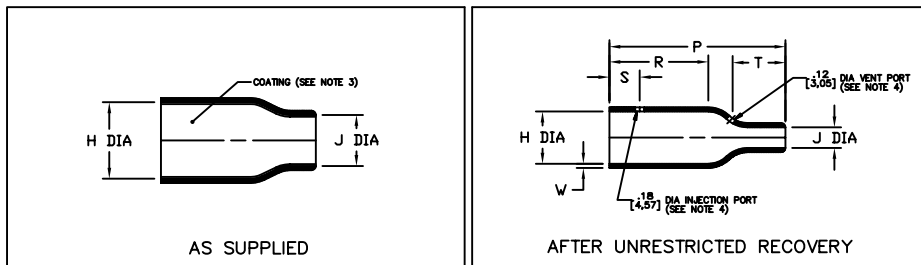 COATING (SEE NOTE 3)
H DIA
J DIA
AS SUPPLIED
P
R
T
S
.12
[3,05] DIA VENT PORT
(SEE NOTE 4)
H DIA
J DIA
W
.18
[4,57] DIA INJECTION PORT
(SEE NOTE 4)
AFTER UNRESTRICTED RECOVERY